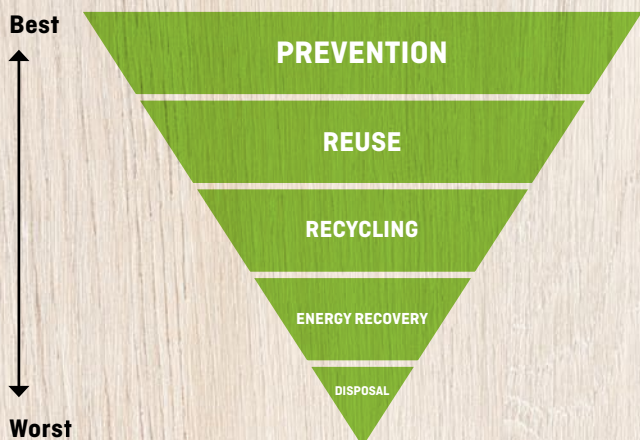 Best
PREVENTION
REUSE
RECYCLING
ENERGY RECOVERY
DISPOSAL
Worst